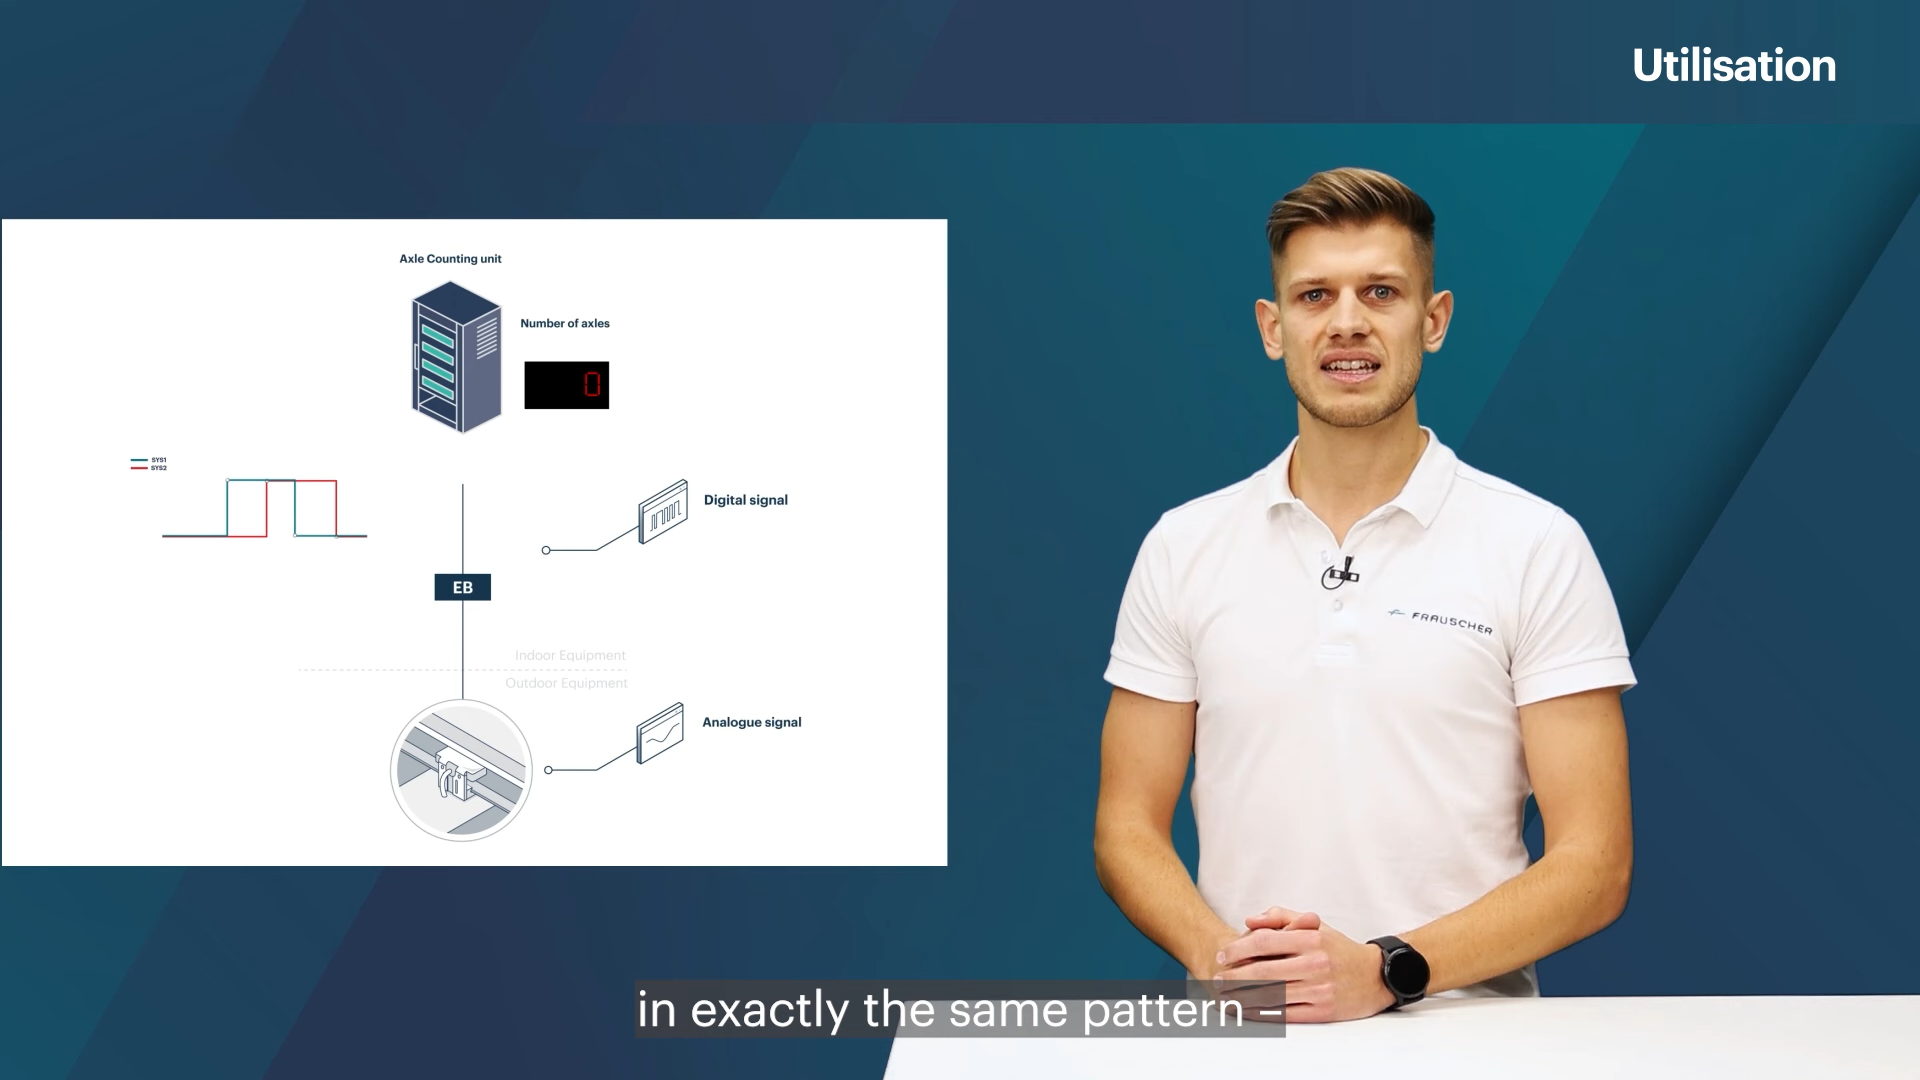 Utilisation
Axle Counting unit
Number of axles
0
SYS1
SYS2
Digital signal
EB
Indoor Equipment
Outdoor Equipment
Analogue signal
FRAUSCHER
in exactly the same pattern –